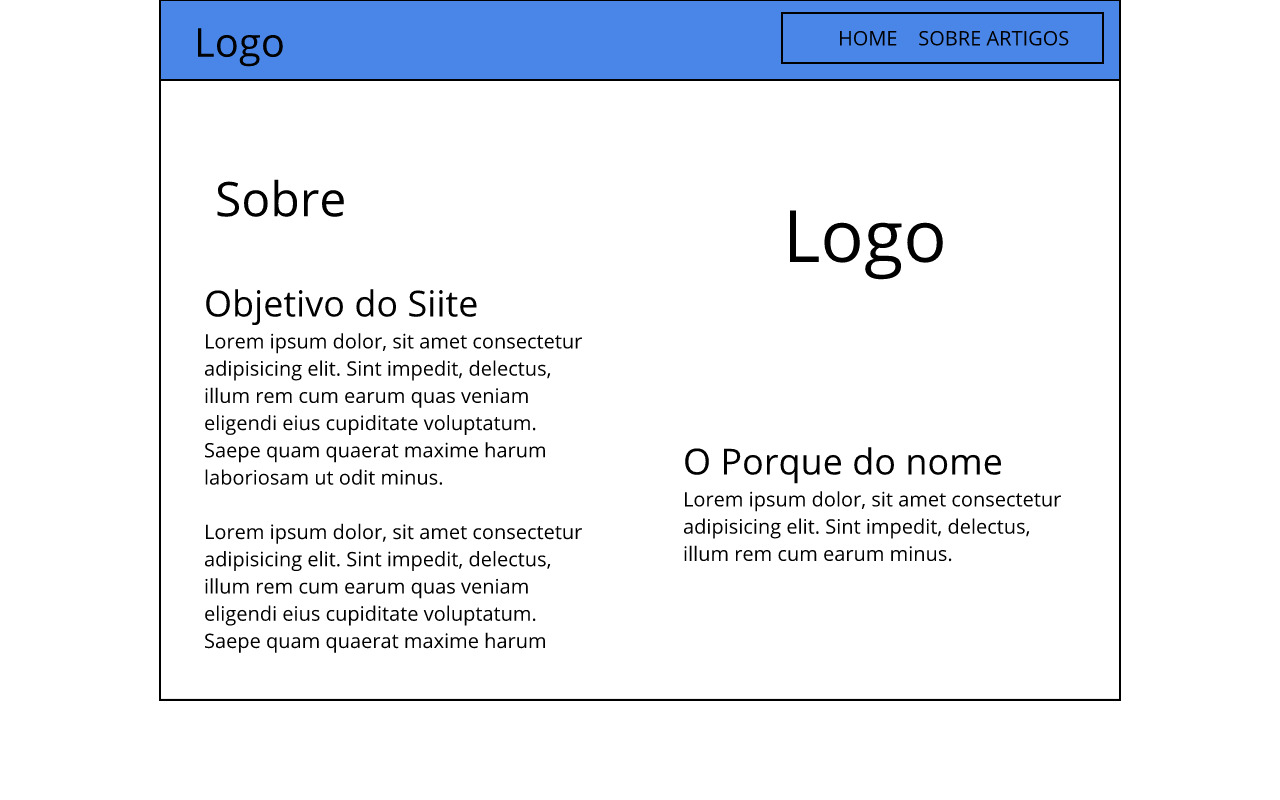 Logo
HOME SOBRE ARTIGOS
Sobre
Objetivo do Siite
Lorem ipsum dolor, sit amet consectetur
adipisicing elit. Sint impedit, delectus,
illum rem cum earum quas veniam
eligendi eius cupiditate voluptatum.
Saepe quam quaerat maxime harum
laboriosam ut odit minus.
Lorem ipsum dolor, sit amet consectetur
adipisicing elit. Sint impedit, delectus,
illum rem cum earum quas veniam
eligendi eius cupiditate voluptatum.
Saepe quam quaerat maxime harum
Logo
O Porque do nome
Lorem ipsum dolor, sit amet consectetur
adipisicing elit. Sint impedit, delectus,
illum rem cum earum minus.